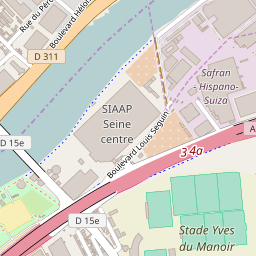 Rue du Péro
Boulevard Hélo
D 311
Safran
- Hispano-
Suiza
SIAAP
Seine
centre
Boulevard Louis Seguin
A
3 4a
D 15e
D 15e
Stade Yves
du Manoir